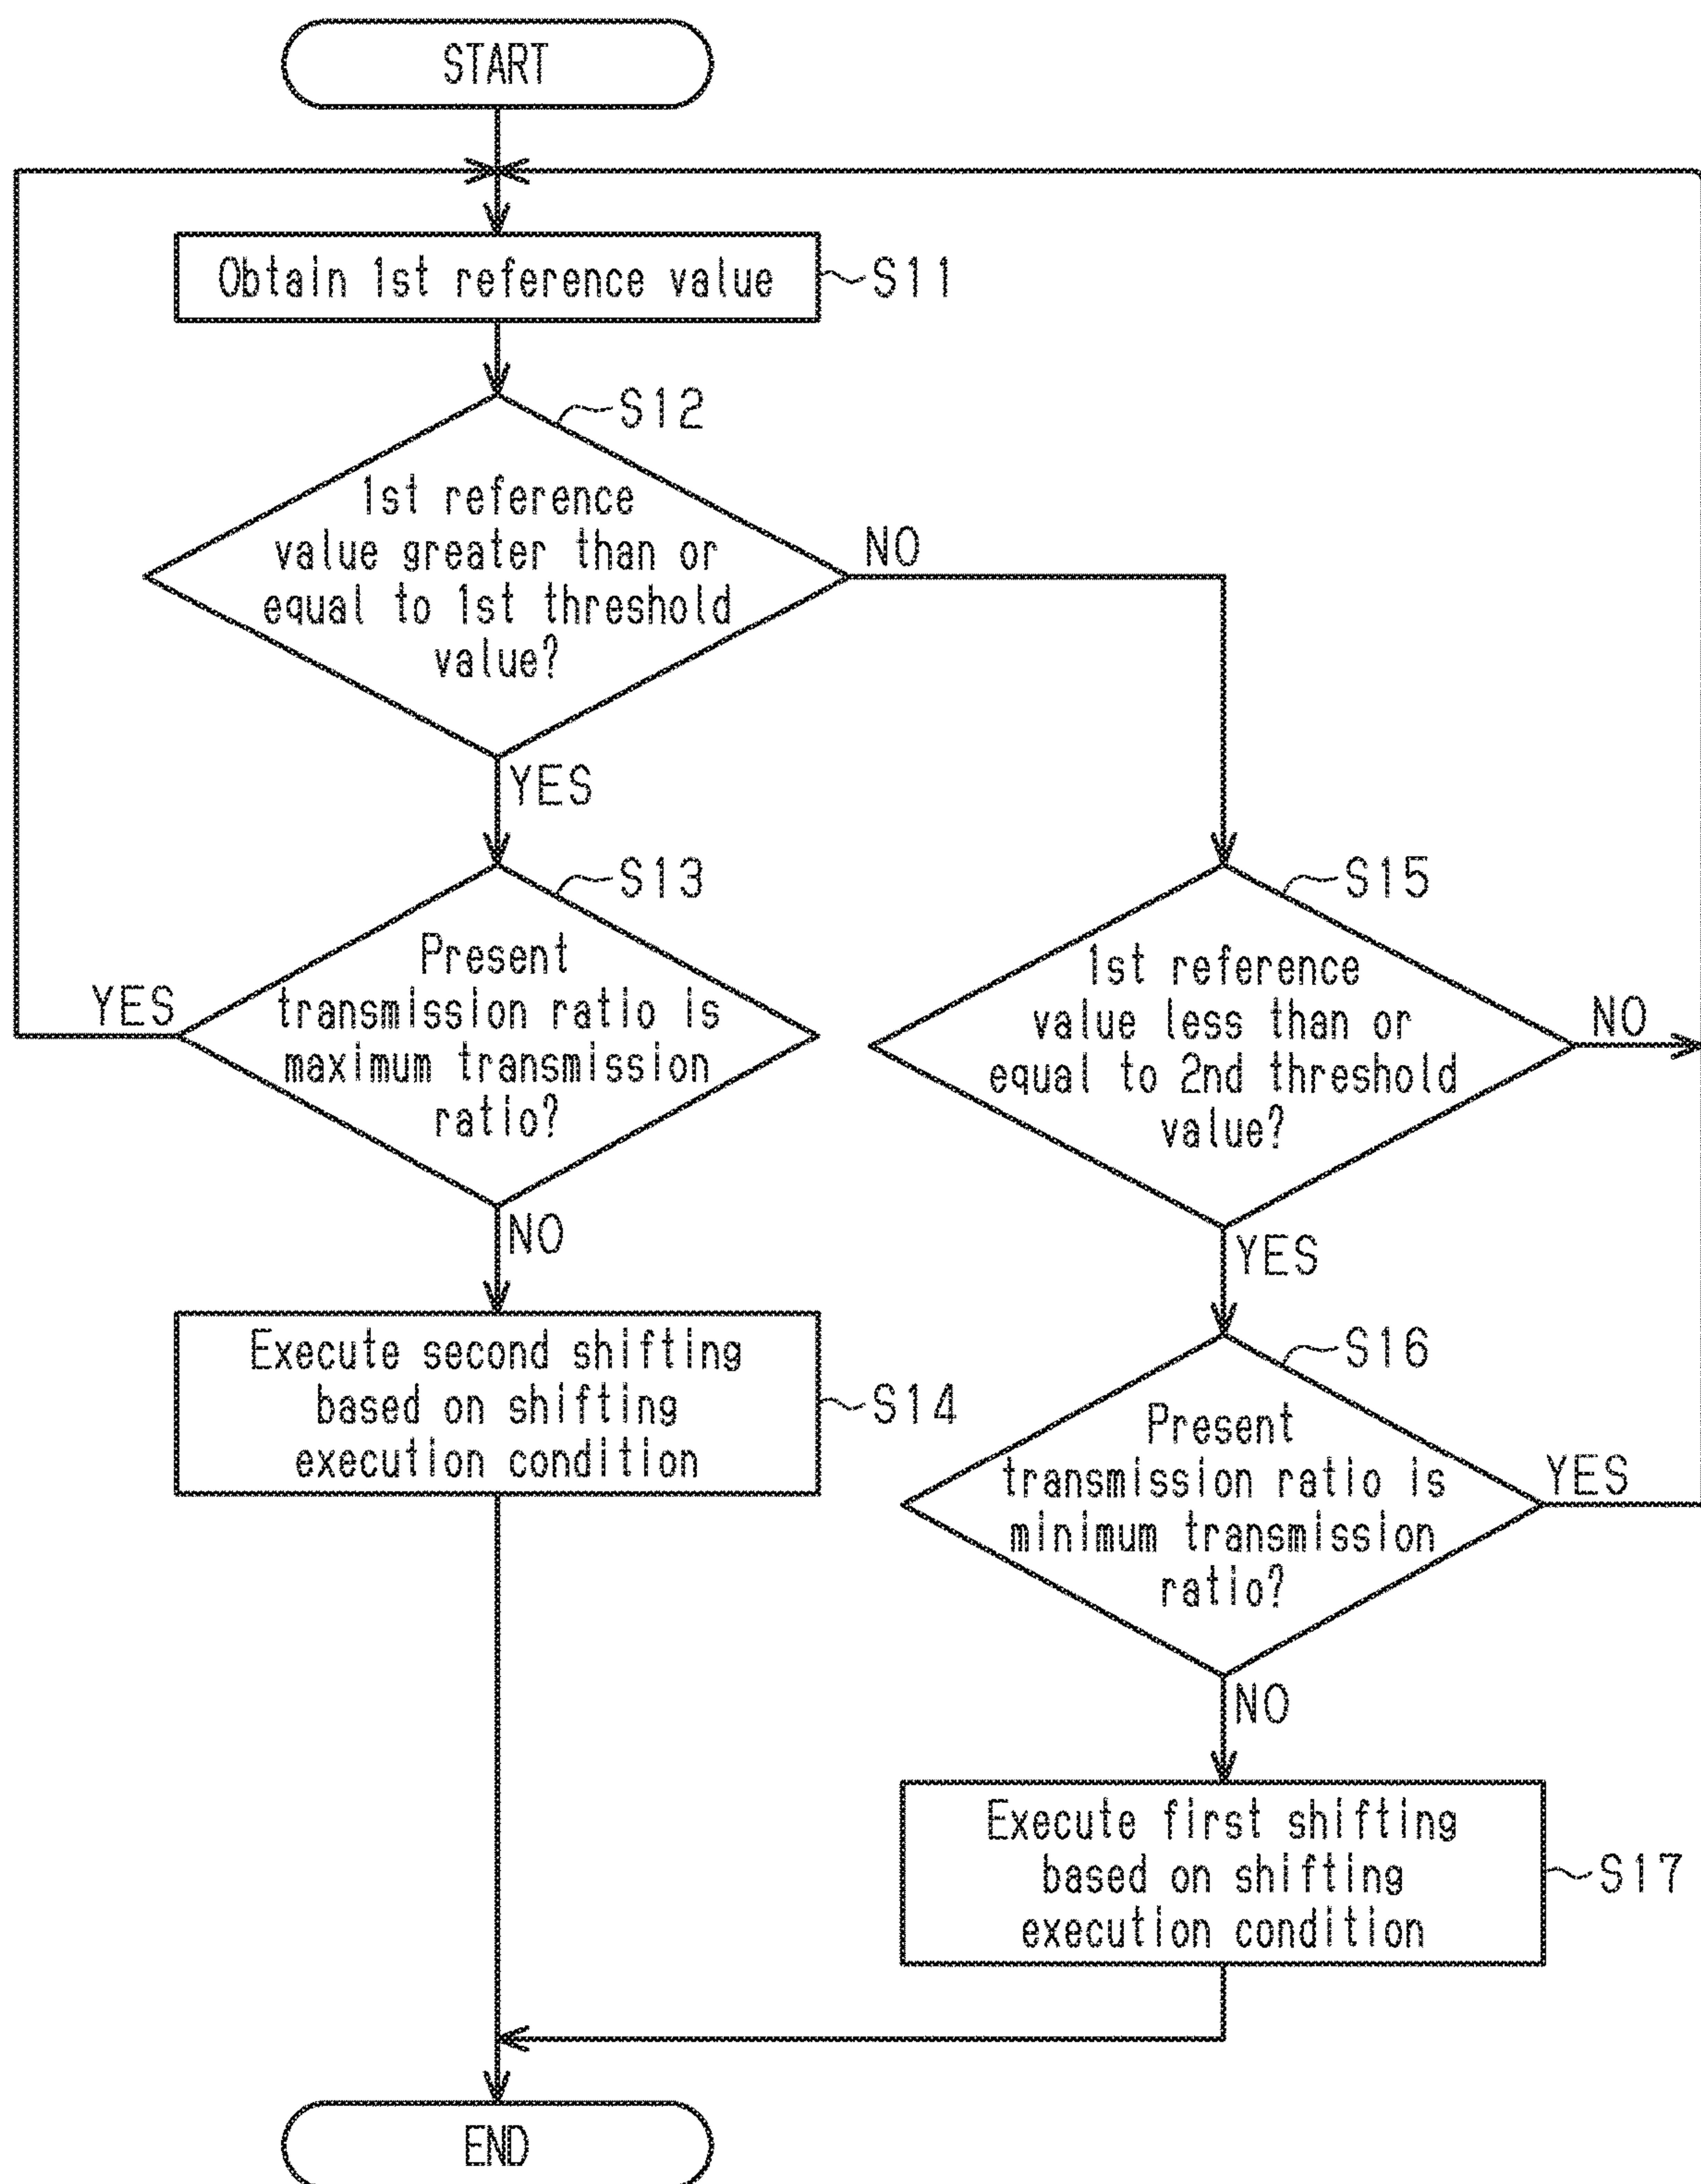 START
Obtain 1st reference value
S11
S12
1st reference
value greater than or
equal to 1st threshold
value?
NO
YES
S13
Present
transmission ratio is
maximum transmission
ratio?
YES
NO
Execute second shifting
based on shifting
execution condition
S14
S15
1st reference
value less than or
equal to 2nd threshold
value?
NO
YES
S16
Present
transmission ratio is
minimum transmission
ratio?
YES
NO
Execute first shifting
based on shifting
execution condition
S17
END